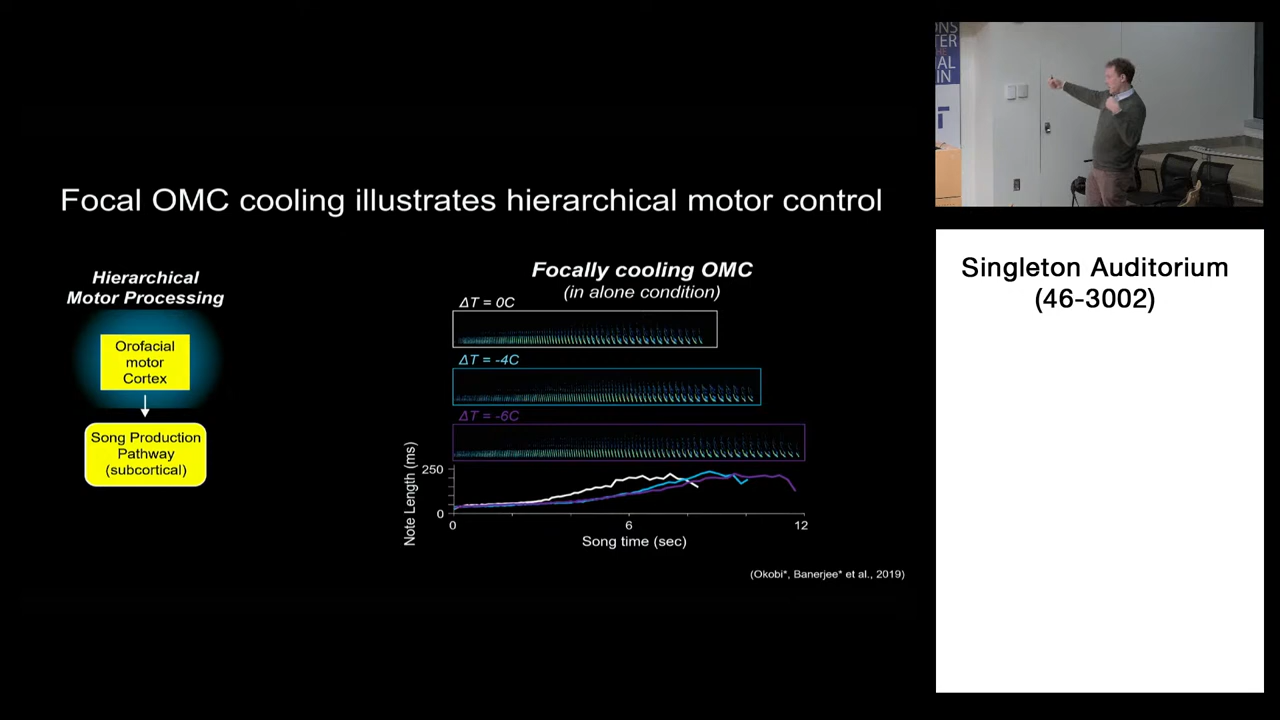 Focal OMC cooling illustrates hierarchical motor control
Hierarchical
Motor Processing
Orofacial
motor
Cortex
Song Production
Pathway
(subcortical)
Focally cooling OMC
(in alone condition)
ΔT = 0C
ΔT = -4C
ΔT = -6C
Note Length (ms)
250
0
0
6
12
Song time (sec)
(Okobi*, Banerjee* et al., 2019)
Singleton Auditorium
(46-3002)